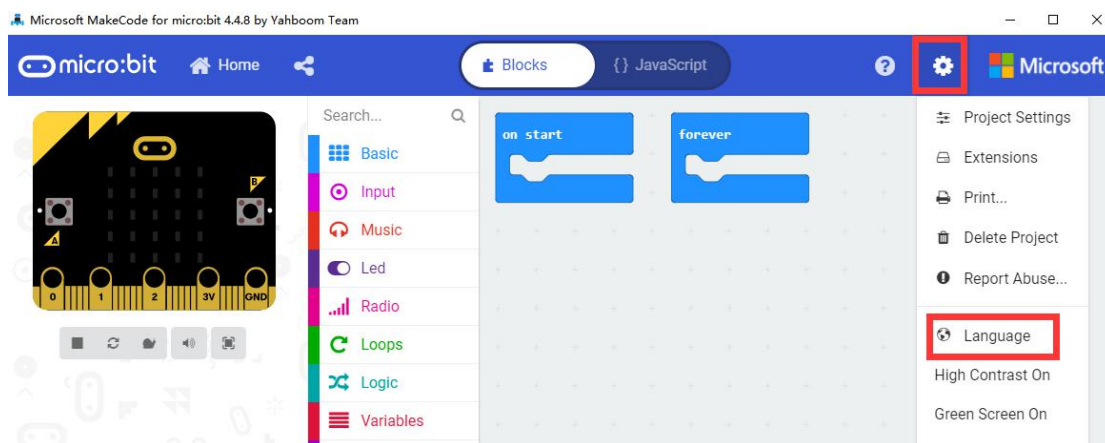 Microsoft MakeCode for micro:bit 4.4.8 by Yahboom Team
micro:bit Home Blocks {} JavaScript ? Microsoft
Search...
Basic
Input
Music
Led
Radio
Loops
Logic
Variables
on start
forever
Project Settings
Extensions
Print...
Delete Project
Report Abuse...
Language
High Contrast On
Green Screen On
B
A
0 1 2 3V GND